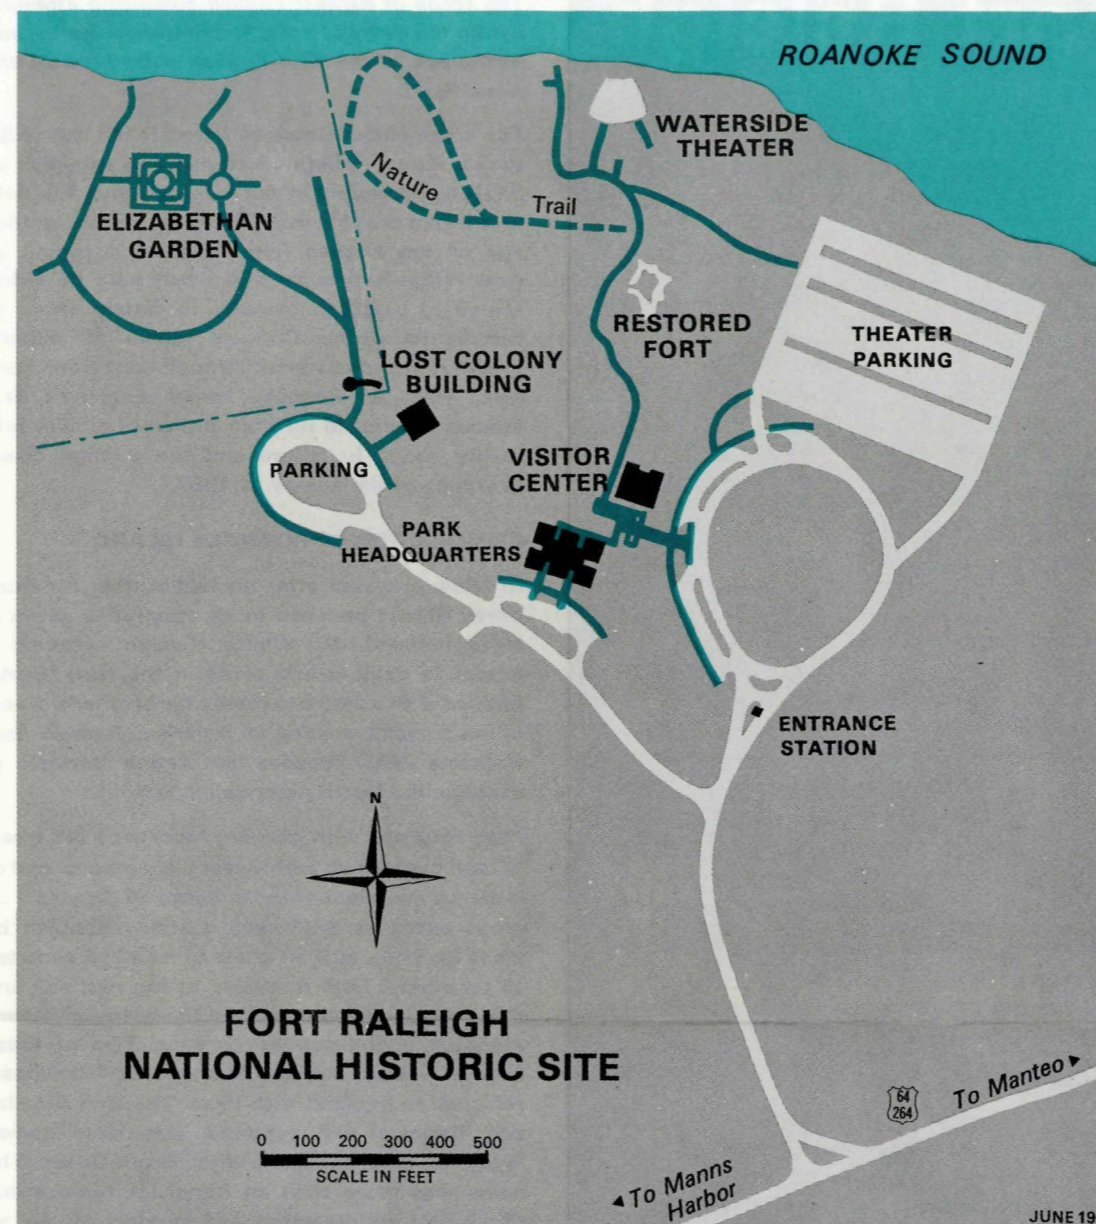 ROANOKE SOUND
WATERSIDE
THEATER
Nature
Trail
ELIZABETHAN
GARDEN
RESTORED
FORT
THEATER
PARKING
LOST COLONY
BUILDING
PARKING
VISITOR
CENTER
PARK
HEADQUARTERS
ENTRANCE
STATION
N
FORT RALEIGH
NATIONAL HISTORIC SITE
0 100 200 300 400 500
SCALE IN FEET
64
264
To Manteo
To Manns
Harbor
JUNE 19